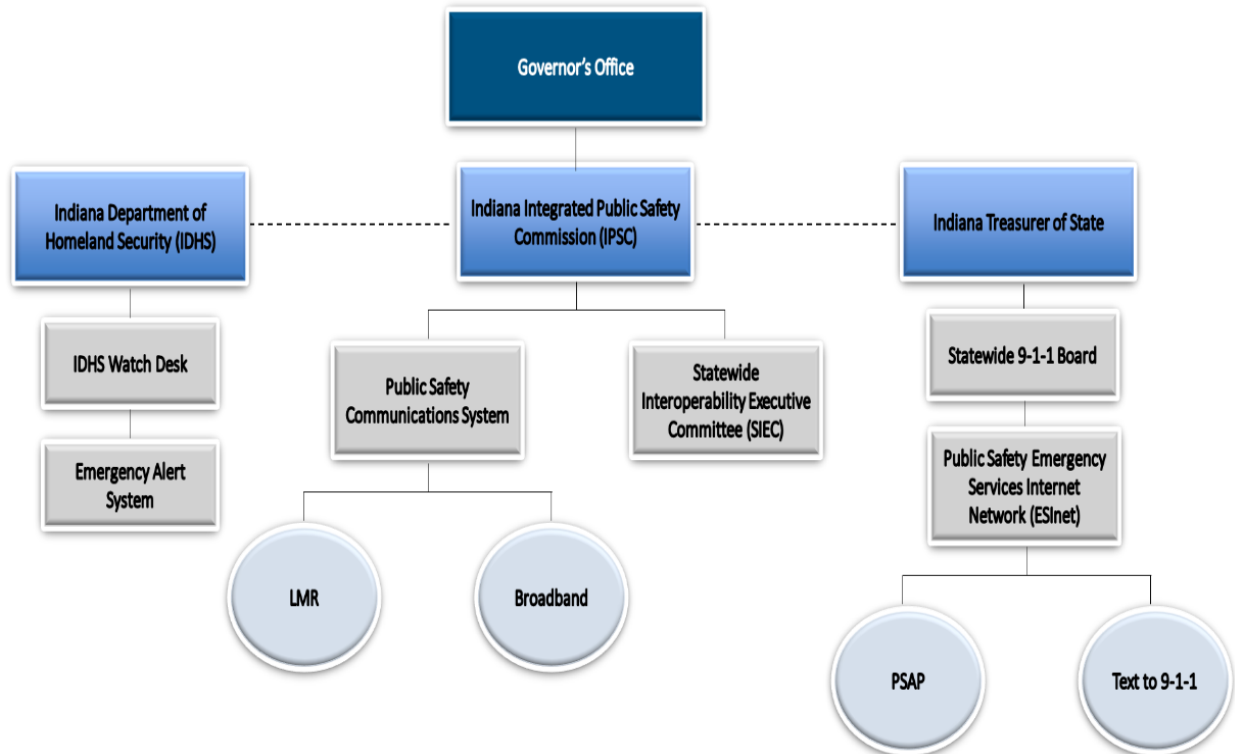 Governor's Office
Indiana Department of
Homeland Security (IDHS)
Indiana Integrated Public Safety
Commission (IPSC)
Indiana Treasurer of State
IDHS Watch Desk
Emergency Alert
System
Public Safety
Communications System
Statewide
Interoperability Executive
Committee (SIEC)
LMR
Broadband
Statewide 9-1-1 Board
Public Safety Emergency
Services Internet
Network (ESInet)
PSAP
Text to 9-1-1